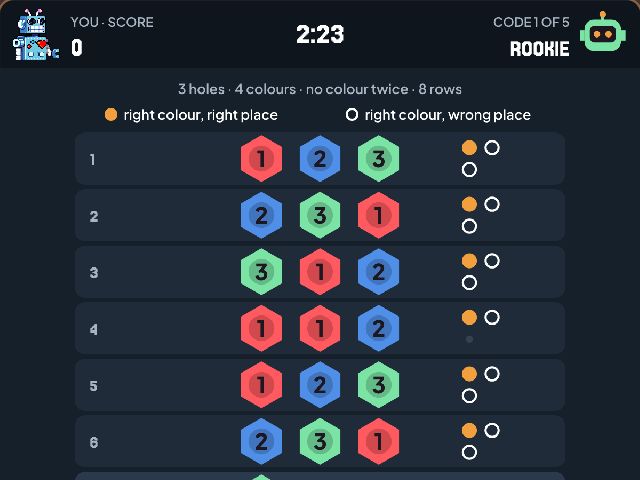 YOU · SCORE
0
2:23
CODE 1 OF 5
ROOKIE
3 holes · 4 colours · no colour twice · 8 rows
right colour, right place
right colour, wrong place
1 1 2 3
2 2 3 1
3 3 1 2
4 1 1 2
5 1 2 3
6 2 3 1